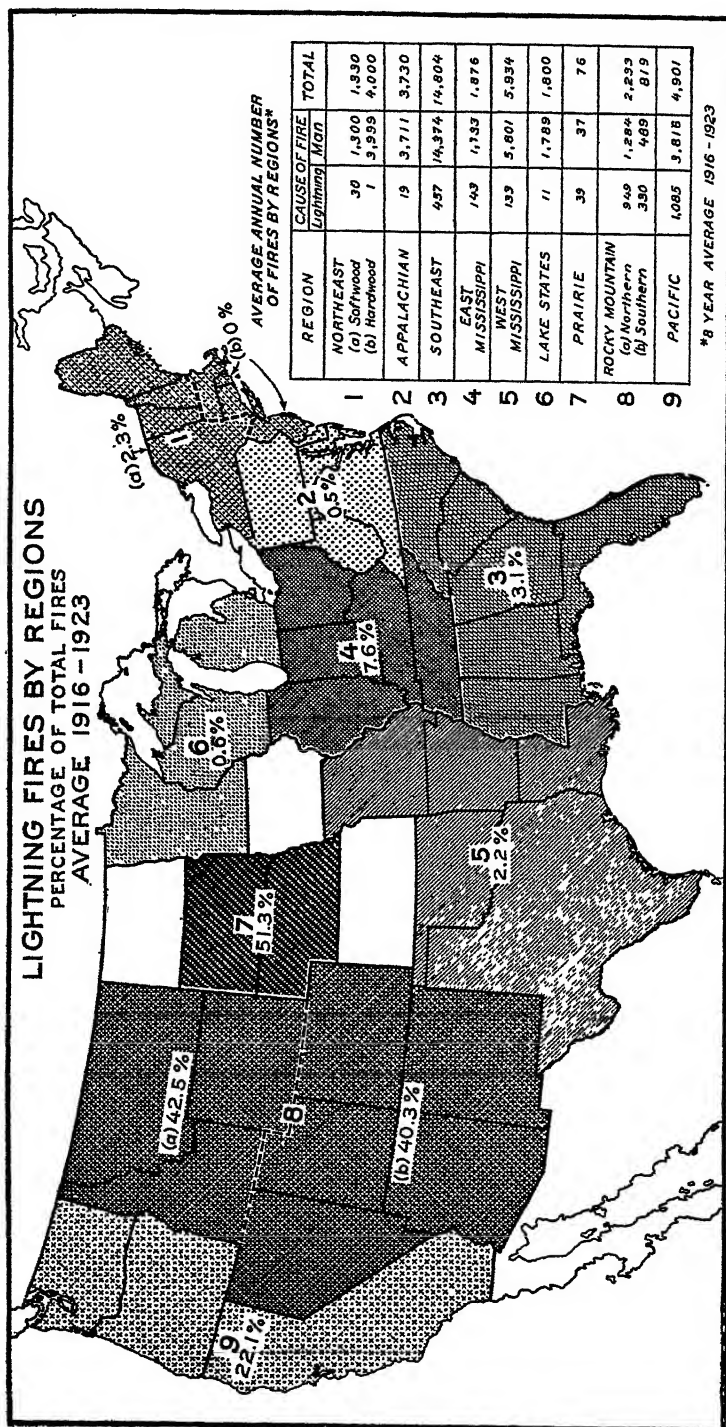 LIGHTNING FIRES BY REGIONS
PERCENTAGE OF TOTAL FIRES
AVERAGE 1916-1923
(a) 42.5%
8
(b) 40.3%
9
22.1%
7
51.3%
6
0.6%
5
2.2%
4
7.6%
3
3.1%
2
0.5%
1
(a) 2.3%
(b) 0%
AVERAGE ANNUAL NUMBER
OF FIRES BY REGIONS*
REGION CAUSE OF FIRE TOTAL
Lightning Man
1 NORTHEAST
(a) Softwood 30 1,300 1,330
(b) Hardwood 1 3,999 4,000
2 APPALACHIAN 19 3,711 3,730
3 SOUTHEAST 457 14,374 14,804
4 EAST MISSISSIPPI 143 1,733 1,876
5 WEST MISSISSIPPI 133 5,801 5,934
6 LAKE STATES 11 1,789 1,800
7 PRAIRIE 39 37 76
8 ROCKY MOUNTAIN
(a) Northern 949 1,284 2,233
(b) Southern 330 489 819
9 PACIFIC 1,085 3,816 4,901
*8 YEAR AVERAGE 1916-1923